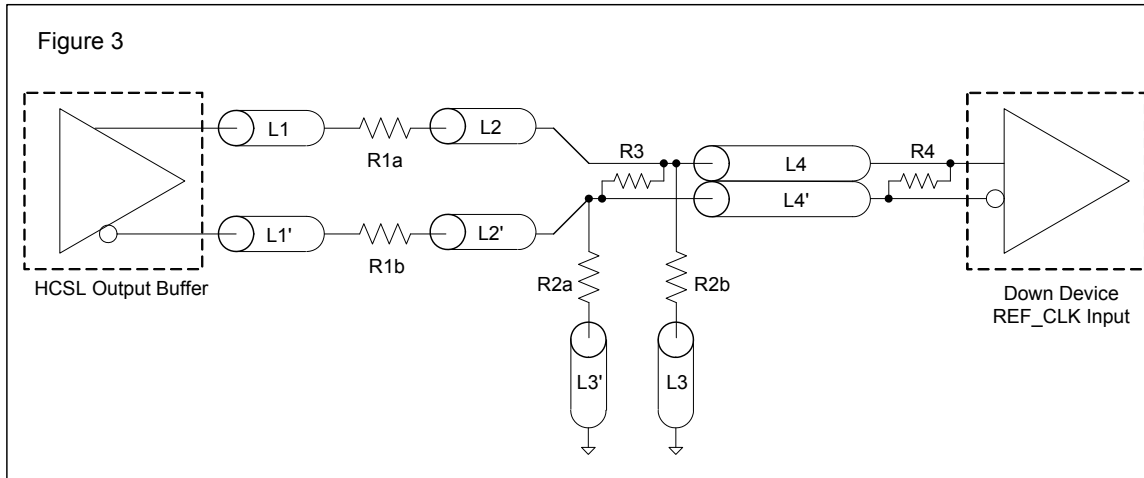 Figure 3
L1
R1a
L2
R3
L4
R4
L4'
L1'
R1b
L2'
HCSL Output Buffer
R2a
R2b
Down Device
REF_CLK Input
L3'
L3